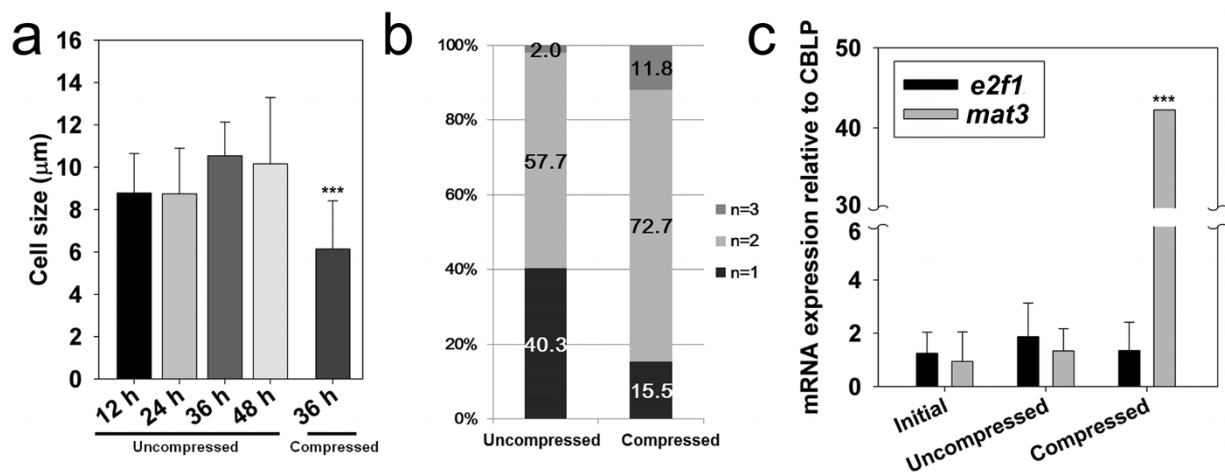 a
16
14
12
10
8
6
4
2
0
Cell size (μm)
***
12 h
24 h
36 h
48 h
36 h
Uncompressed
Compressed
b
100%
80%
60%
40%
20%
0%
2.0
57.7
40.3
11.8
72.7
15.5
Uncompressed
Compressed
n=3
n=2
n=1
c
mRNA expression relative to CBLP
50
40
30
6
4
2
0
e2f1
mat3
***
Initial
Uncompressed
Compressed